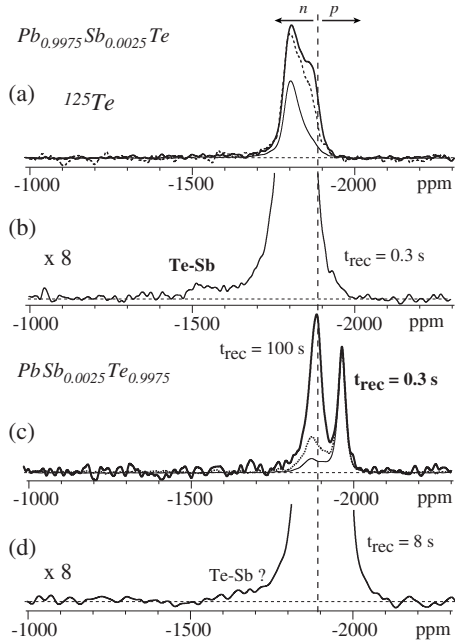 n p
Pb0.9975Sb0.0025Te
(a) 125Te
-1000 -1500 -2000 ppm
(b)
x 8 Te-Sb trec = 0.3 s
-1000 -1500 -2000 ppm
trec = 100 s
PbSb0.0025Te0.9975 trec = 0.3 s
(c)
-1000 -1500 -2000 ppm
(d)
x 8 Te-Sb ? trec = 8 s
-1000 -1500 -2000 ppm